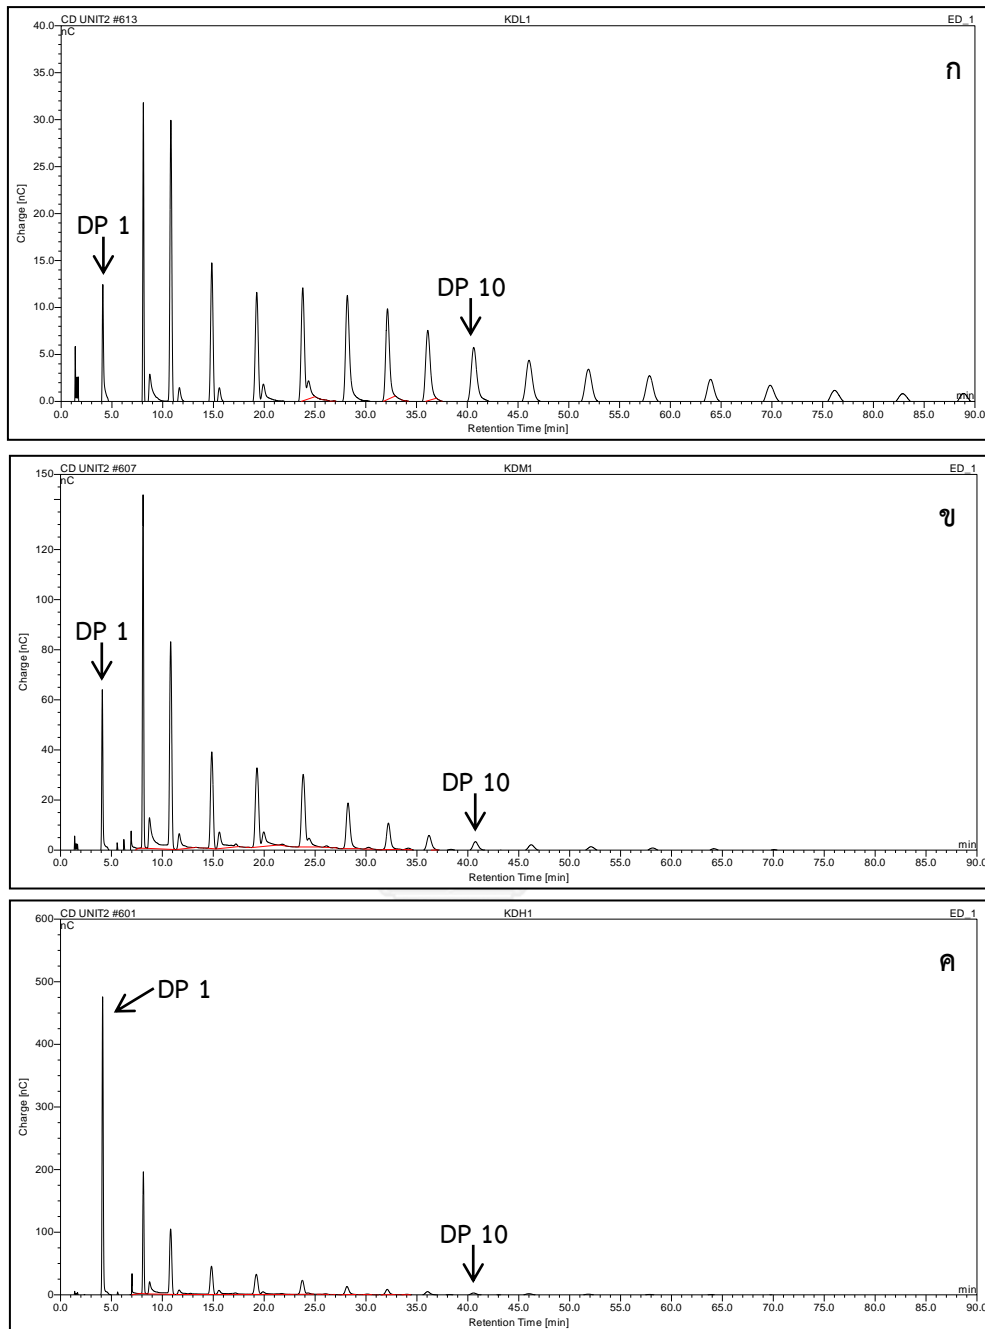 CD UNIT2 #613 KDL1 ED_1
40.0
nC
ก
35.0
30.0
25.0
20.0
DP 1
15.0
DP 10
10.0
5.0
0.0
Charge [nC]
min
0.0 5.0 10.0 15.0 20.0 25.0 30.0 35.0 40.0 45.0 50.0 55.0 60.0 65.0 70.0 75.0 80.0 85.0 90.0
Retention Time [min]
CD UNIT2 #607 KDM1 ED_1
150
nC
ข
120
100
DP 1
80
60
40
DP 10
20
0
Charge [nC]
min
0.0 5.0 10.0 15.0 20.0 25.0 30.0 35.0 40.0 45.0 50.0 55.0 60.0 65.0 70.0 75.0 80.0 85.0 90.0
Retention Time [min]
CD UNIT2 #601 KDH1 ED_1
600
nC
ค
DP 1
500
400
300
200
DP 10
100
0
Charge [nC]
min
0.0 5.0 10.0 15.0 20.0 25.0 30.0 35.0 40.0 45.0 50.0 55.0 60.0 65.0 70.0 75.0 80.0 85.0 90.0
Retention Time [min]